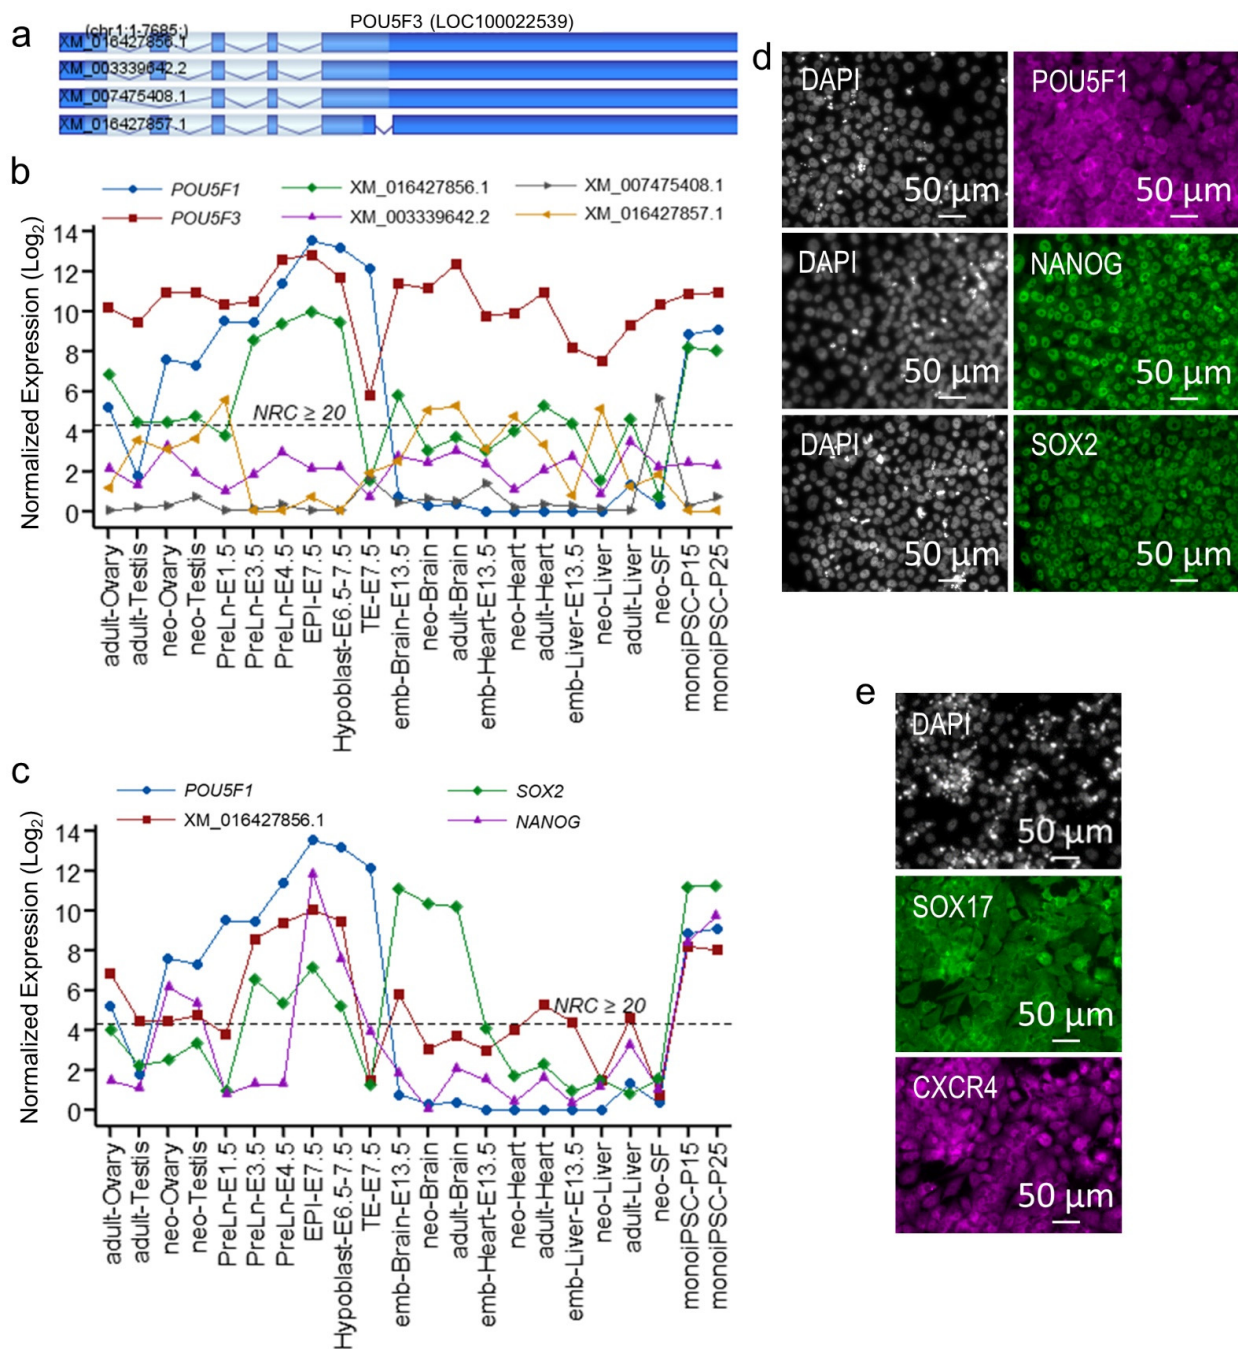 a
POU5F3 (LOC100022539)
(chr1:1-7685;)
XM_016427856.1
XM_003339642.2
XM_007475408.1
XM_016427857.1
b
POU5F1
XM_016427856.1
XM_007475408.1
POU5F3
XM_003339642.2
XM_016427857.1
Normalized Expression (Log2)
14
12
10
8
6
4
2
0
NRC ≥ 20
adult-Ovary
adult-Testis
neo-Ovary
neo-Testis
PreLn-E1.5
PreLn-E3.5
PreLn-E4.5
EPI-E7.5
Hypoblast-E6.5-7.5
TE-E7.5
emb-Brain-E13.5
neo-Brain
adult-Brain
emb-Heart-E13.5
neo-Heart
adult-Heart
emb-Liver-E13.5
neo-Liver
adult-Liver
neo-SF
monoiPSC-P15
monoiPSC-P25
c
POU5F1
SOX2
XM_016427856.1
NANOG
Normalized Expression (Log2)
14
12
10
8
6
4
2
0
NRC ≥ 20
adult-Ovary
adult-Testis
neo-Ovary
neo-Testis
PreLn-E1.5
PreLn-E3.5
PreLn-E4.5
EPI-E7.5
Hypoblast-E6.5-7.5
TE-E7.5
emb-Brain-E13.5
neo-Brain
adult-Brain
emb-Heart-E13.5
neo-Heart
adult-Heart
emb-Liver-E13.5
neo-Liver
adult-Liver
neo-SF
monoiPSC-P15
monoiPSC-P25
d
DAPI
50 µm
POU5F1
50 µm
DAPI
50 µm
NANOG
50 µm
DAPI
50 µm
SOX2
50 µm
e
DAPI
50 µm
SOX17
50 µm
CXCR4
50 µm